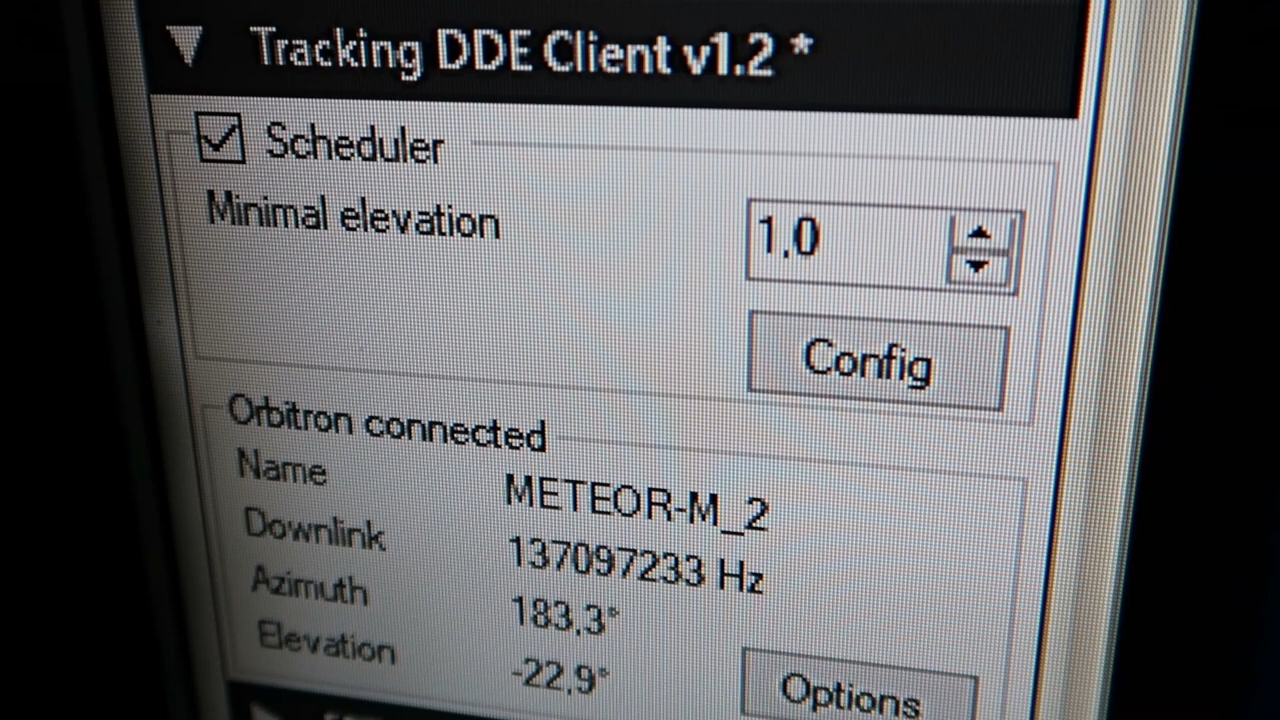 Tracking DDE Client v1.2 *
Scheduler
Minimal elevation 1,0
Config
Orbitron connected
Name METEOR-M_2
Downlink 137097233 Hz
Azimuth 183,3°
Elevation -22,9°
Options